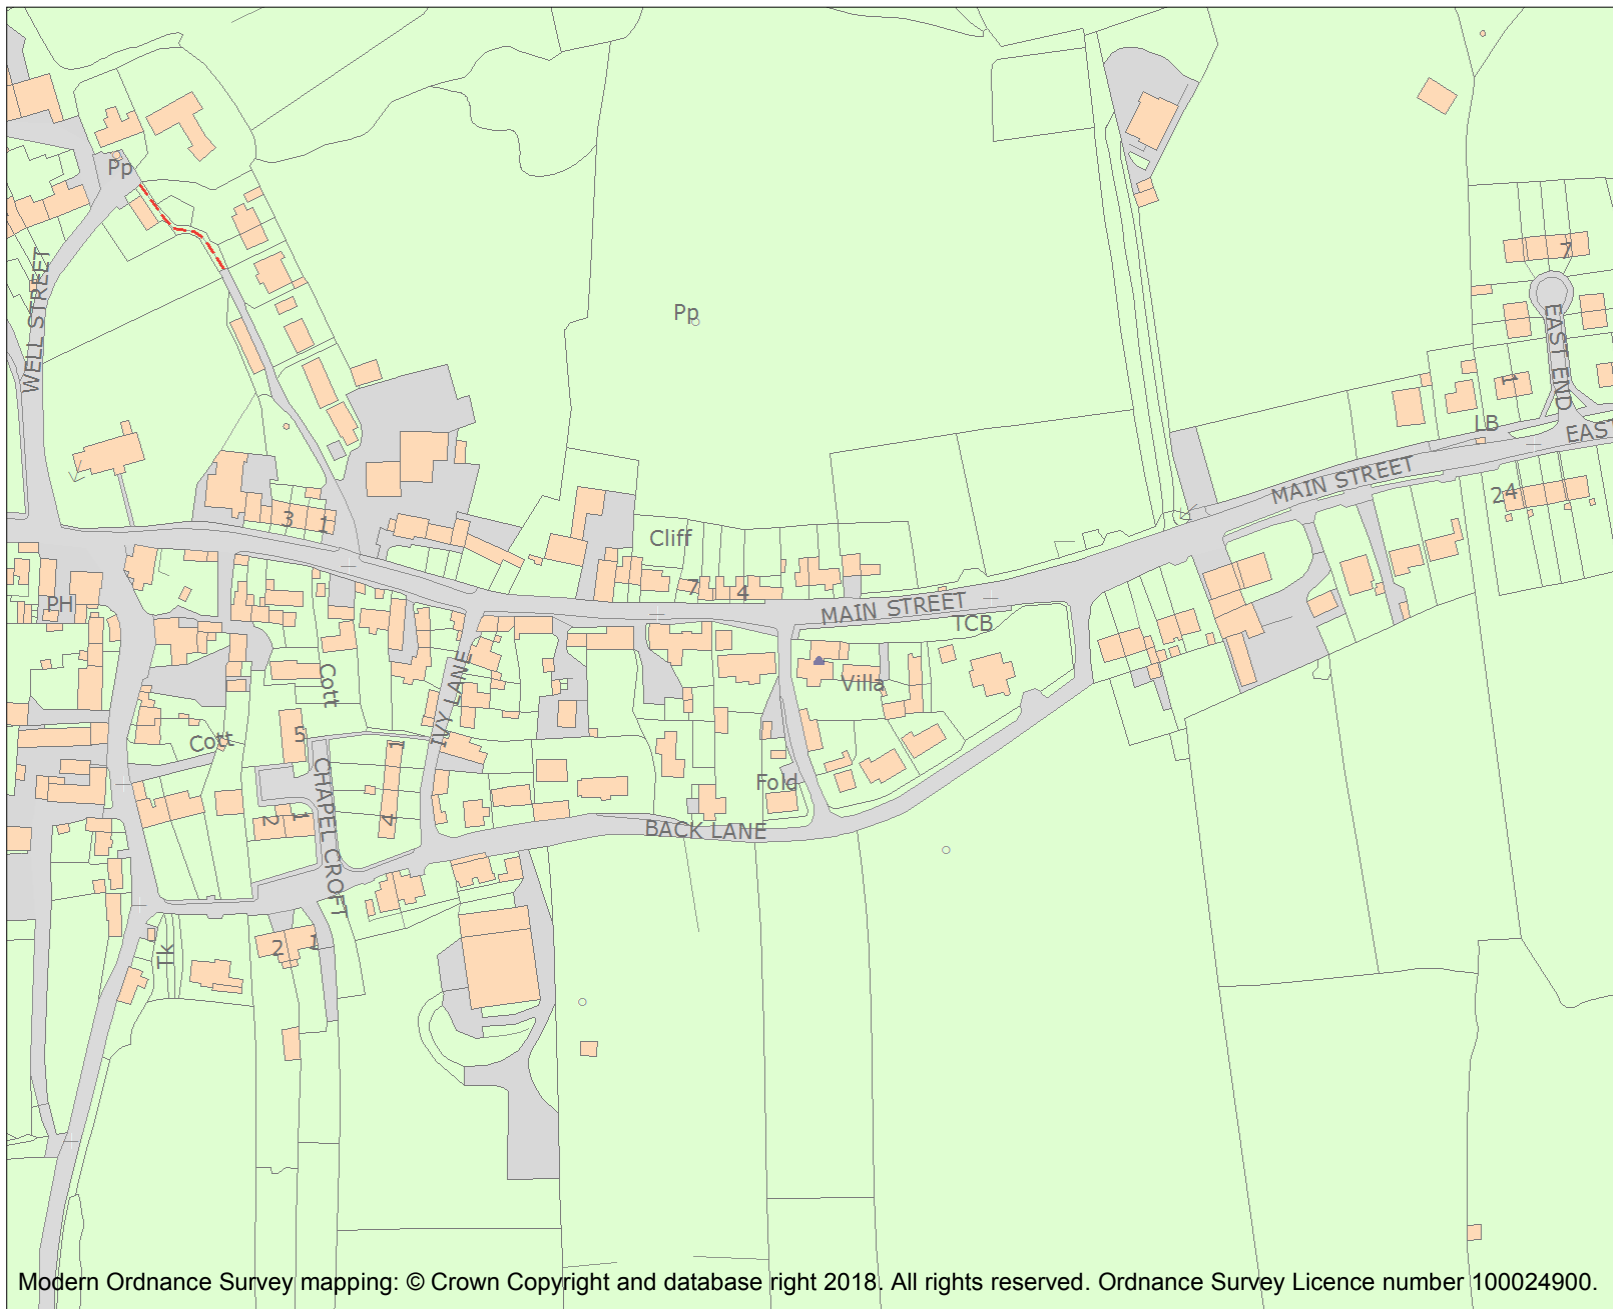 Pp
WELL STREET
Pp
7
EAST END
1
LB
EAST
MAIN STREET
24
3
1
Cliff
7
4
PH
MAIN STREET
TCB
Cott
IVY LANE
Villa
Cott
5
1
CHAPEL CROFT
Fold
2
1
4
BACK LANE
Tk
2
1
Modern Ordnance Survey mapping: © Crown Copyright and database right 2018. All rights reserved. Ordnance Survey Licence number 100024900.